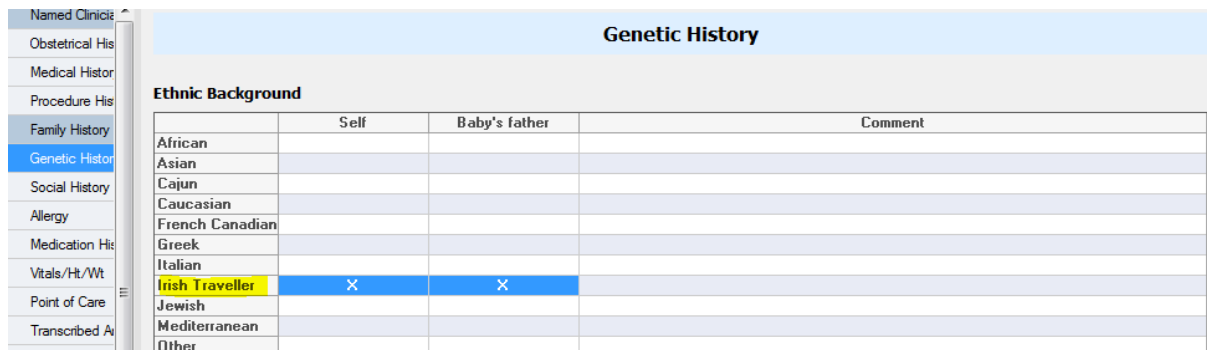 Named Clinicia
Obstetrical His
Medical Histor
Procedure His
Family History
Genetic Histor
Social History
Allergy
Medication His
Vitals/Ht/Wt
Point of Care
Transcribed A
Genetic History
Ethnic Background
Self Baby's father Comment
African
Asian
Cajun
Caucasian
French Canadian
Greek
Italian
Irish Traveller X X
Jewish
Mediterranean
Other